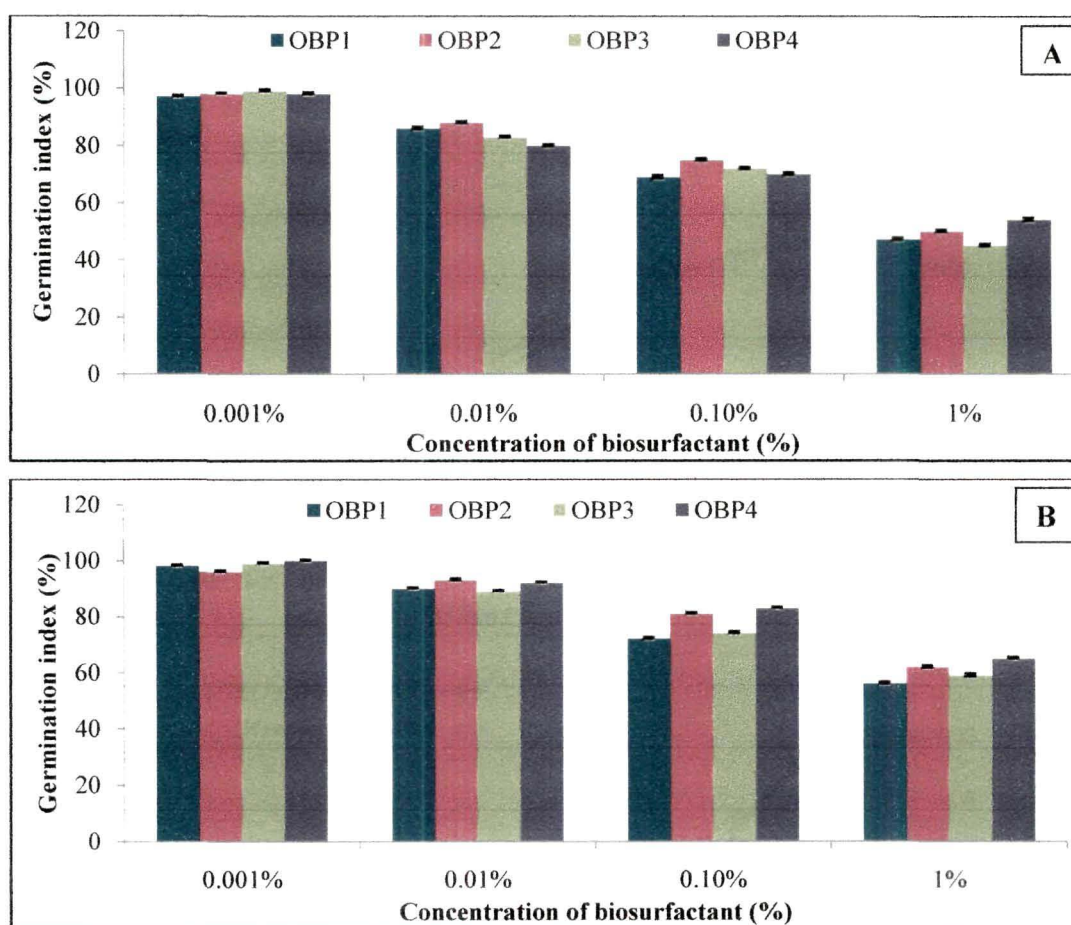 120
OBP1 OBP2 OBP3 OBP4
A
100
80
60
40
20
0
Germination index (%)
0.001% 0.01% 0.10% 1%
Concentration of biosurfactant (%)
120
OBP1 OBP2 OBP3 OBP4
B
100
80
60
40
20
0
Germination index (%)
0.001% 0.01% 0.10% 1%
Concentration of biosurfactant (%)